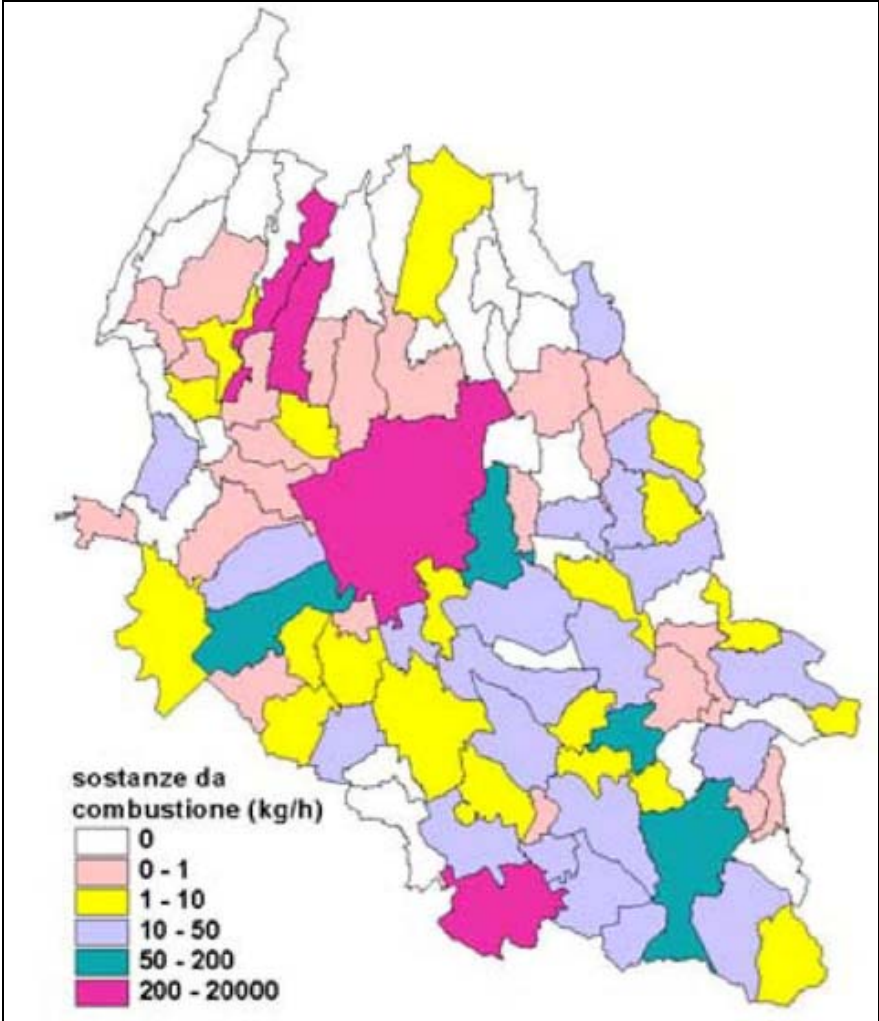 sostanze da
combustione (kg/h)
0
0 - 1
1 - 10
10 - 50
50 - 200
200 - 20000